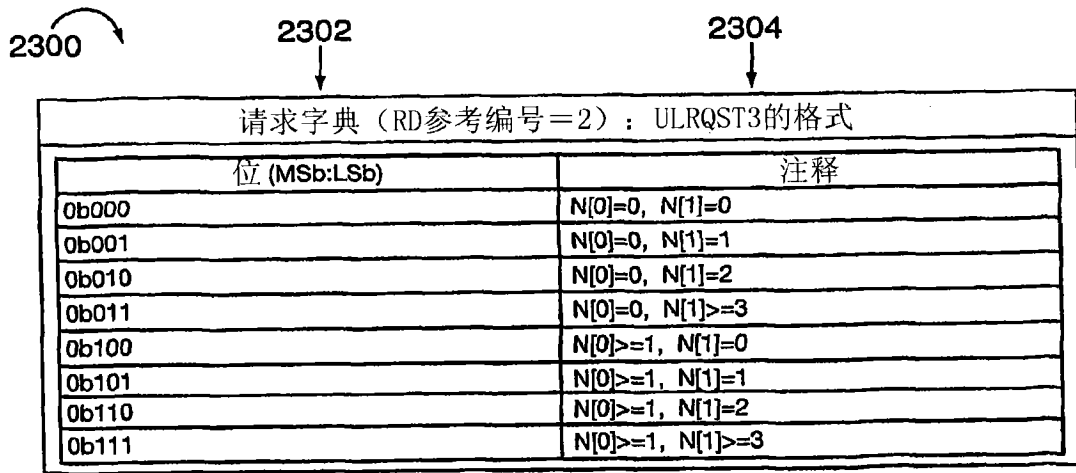 2300
2302
2304
请求字典（RD参考编号＝2）：ULRQST3的格式
位 (MSb:LSb) 注释
0b000 N[0]=0, N[1]=0
0b001 N[0]=0, N[1]=1
0b010 N[0]=0, N[1]=2
0b011 N[0]=0, N[1]>=3
0b100 N[0]>=1, N[1]=0
0b101 N[0]>=1, N[1]=1
0b110 N[0]>=1, N[1]=2
0b111 N[0]>=1, N[1]>=3